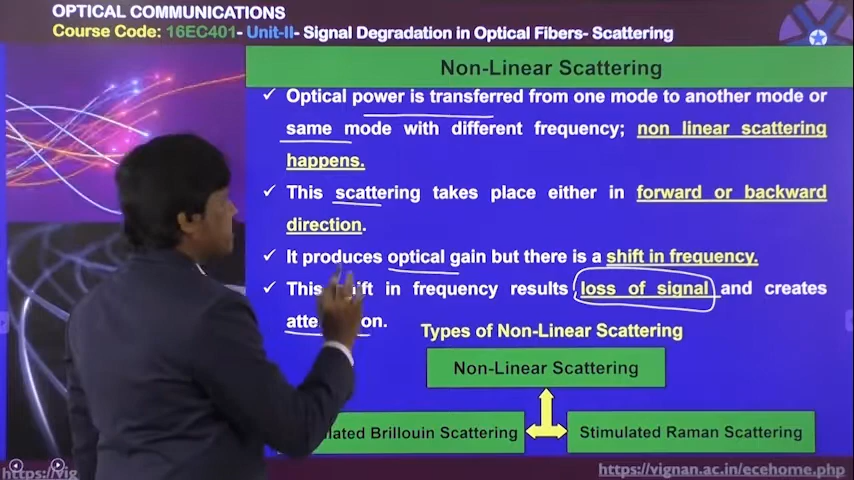 OPTICAL COMMUNICATIONS
Course Code: 16EC401- Unit-II- Signal Degradation in Optical Fibers- Scattering
Non-Linear Scattering
✓ Optical power is transferred from one mode to another mode or
same mode with different frequency; non linear scattering
happens.
✓ This scattering takes place either in forward or backward
direction.
✓ It produces optical gain but there is a shift in frequency.
✓ This in frequency results loss of signal and creates
Types of Non-Linear Scattering
Non-Linear Scattering
Brillouin Scattering
Stimulated Raman Scattering
https://vig
https://vignan.ac.in/ecehome.php